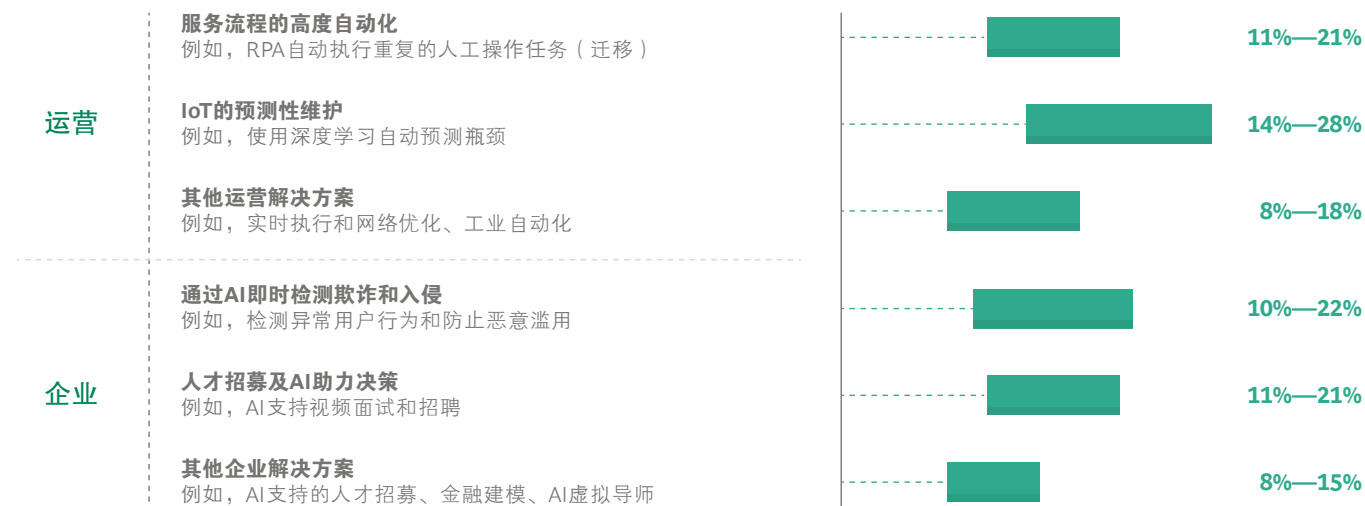 服务流程的高度自动化
例如，RPA自动执行重复的人工操作任务（迁移）
11%—21%
运营
IoT的预测性维护
例如，使用深度学习自动预测瓶颈
14%—28%
其他运营解决方案
例如，实时执行和网络优化、工业自动化
8%—18%
通过AI即时检测欺诈和入侵
例如，检测异常用户行为和防止恶意滥用
10%—22%
企业
人才招募及AI助力决策
例如，AI支持视频面试和招聘
11%—21%
其他企业解决方案
例如，AI支持的人才招募、金融建模、AI虚拟导师
8%—15%